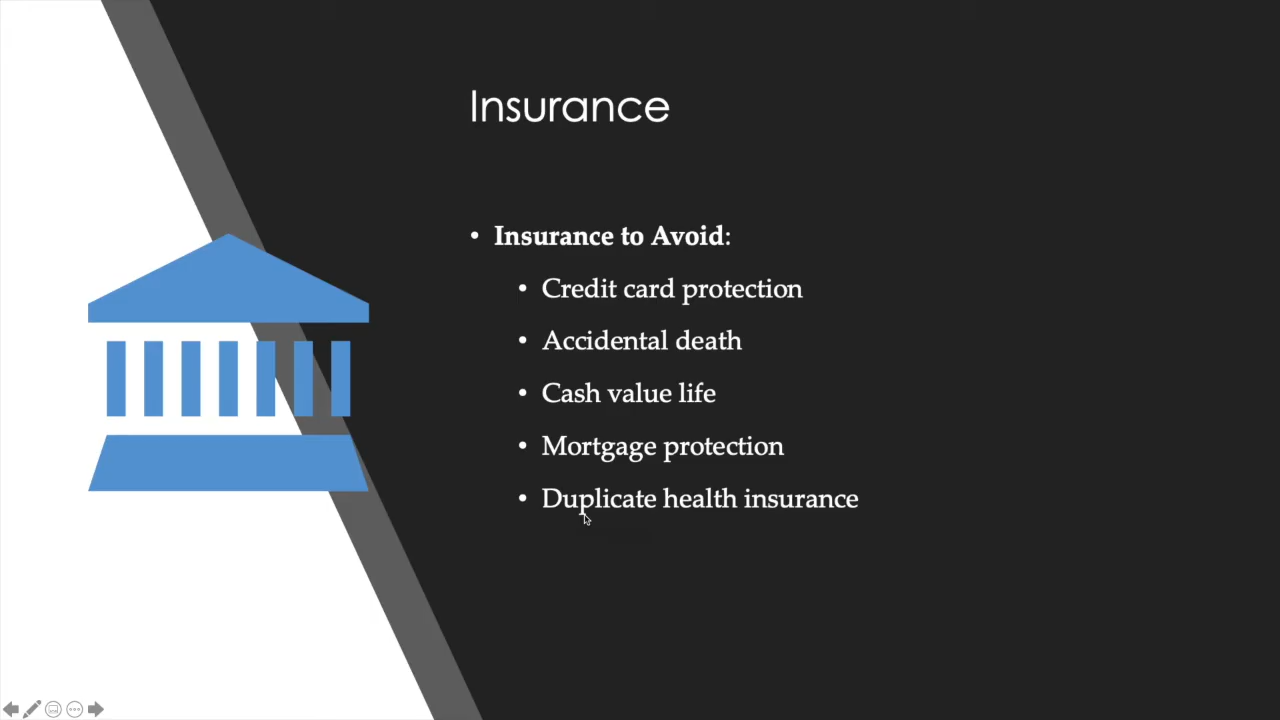 Insurance
• Insurance to Avoid:
• Credit card protection
• Accidental death
• Cash value life
• Mortgage protection
• Duplicate health insurance